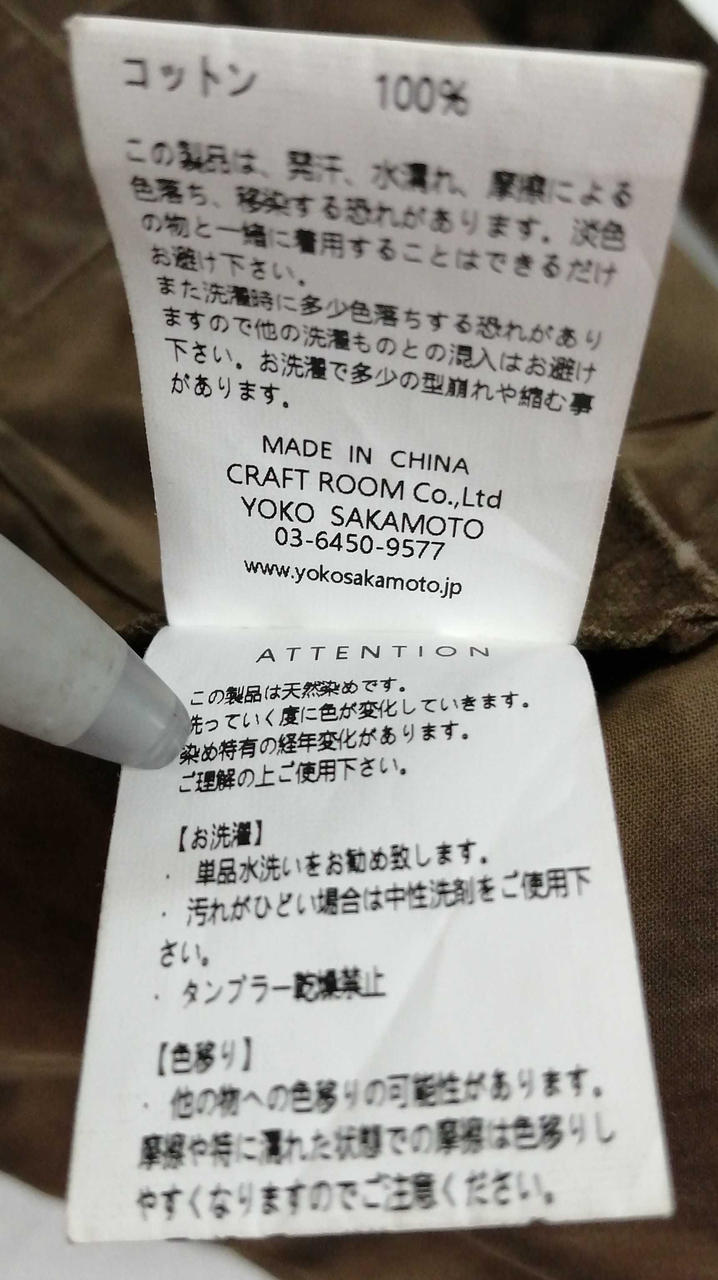 コットン 100%
この製品は、発汗、水濡れ、摩擦による
色落ち、移染する恐れがあります。淡色
の物と一緒に着用することはできるだけ
お避け下さい。
また洗濯時に多少色落ちする恐れがあり
ますので他の洗濯ものとの混入はお避け
下さい。お洗濯で多少の型崩れや縮む事
があります。
MADE IN CHINA
CRAFT ROOM Co.,Ltd
YOKO SAKAMOTO
03-6450-9577
www.yokosakamoto.jp
ATTENTION
この製品は天然染めです。
洗っていく度に色が変化していきます。
染め特有の経年変化があります。
ご理解の上ご使用下さい。
【お洗濯】
・ 単品水洗いをお勧め致します。
・ 汚れがひどい場合は中性洗剤をご使用下
さい。
・ タンブラー乾燥禁止
【色移り】
・ 他の物への色移りの可能性があります。
摩擦や特に濡れた状態での摩擦は色移りし
やすくなりますのでご注意ください。